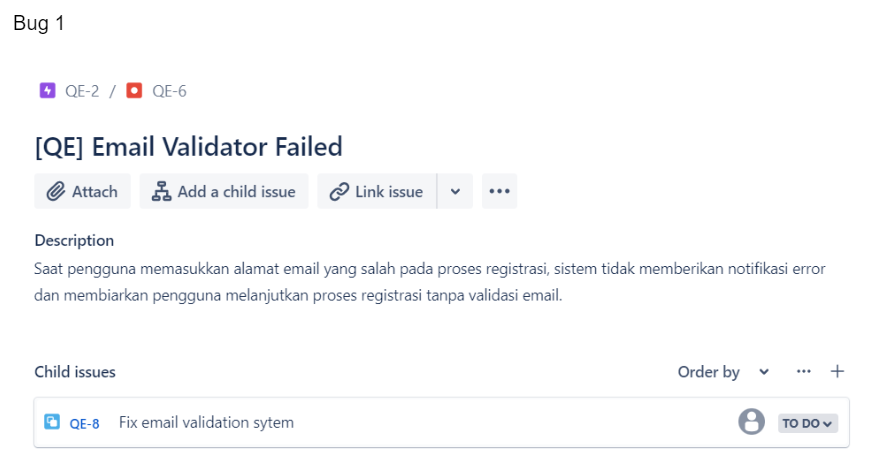 Bug 1
QE-2 / QE-6
[QE] Email Validator Failed
Attach Add a child issue Link issue
Description
Saat pengguna memasukkan alamat email yang salah pada proses registrasi, sistem tidak memberikan notifikasi error
dan membiarkan pengguna melanjutkan proses registrasi tanpa validasi email.
Child issues Order by
QE-8 Fix email validation sytem TO DO